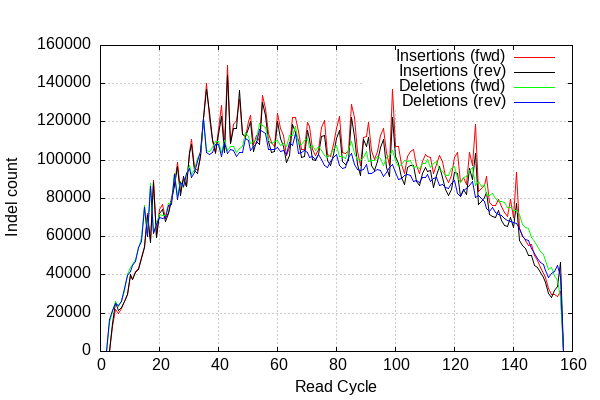 160000
140000
120000
100000
80000
60000
40000
20000
0
Indel count
Insertions (fwd)
Insertions (rev)
Deletions (fwd)
Deletions (rev)
0 20 40 60 80 100 120 140 160
Read Cycle